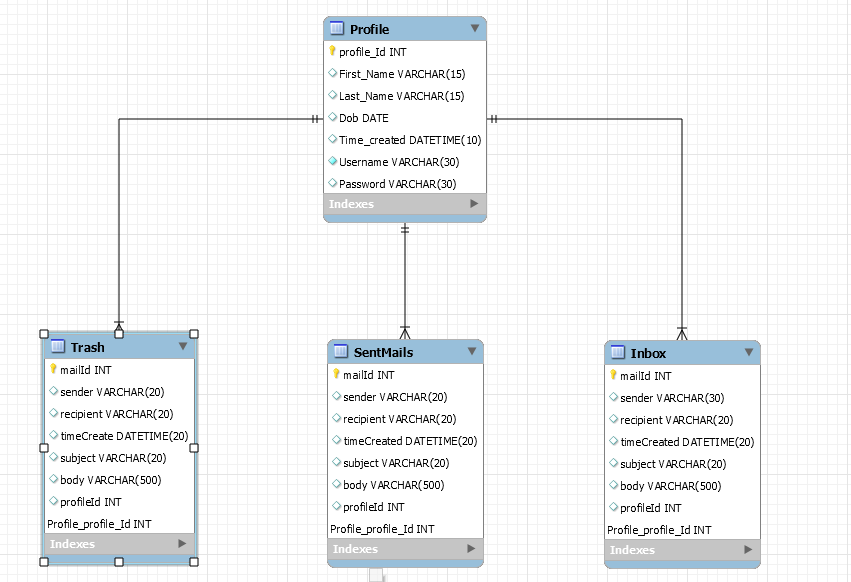 Profile
profile_Id INT
First_Name VARCHAR(15)
Last_Name VARCHAR(15)
Dob DATE
Time_created DATETIME(10)
Username VARCHAR(30)
Password VARCHAR(30)
Indexes
Trash
mailId INT
sender VARCHAR(20)
recipient VARCHAR(20)
timeCreate DATETIME(20)
subject VARCHAR(20)
body VARCHAR(500)
profileId INT
Profile_profile_Id INT
Indexes
SentMails
mailId INT
sender VARCHAR(20)
recipient VARCHAR(20)
timeCreated DATETIME(20)
subject VARCHAR(20)
body VARCHAR(500)
profileId INT
Profile_profile_Id INT
Indexes
Inbox
mailId INT
sender VARCHAR(30)
recipient VARCHAR(20)
timeCreated DATETIME(20)
subject VARCHAR(20)
body VARCHAR(500)
profileId INT
Profile_profile_Id INT
Indexes